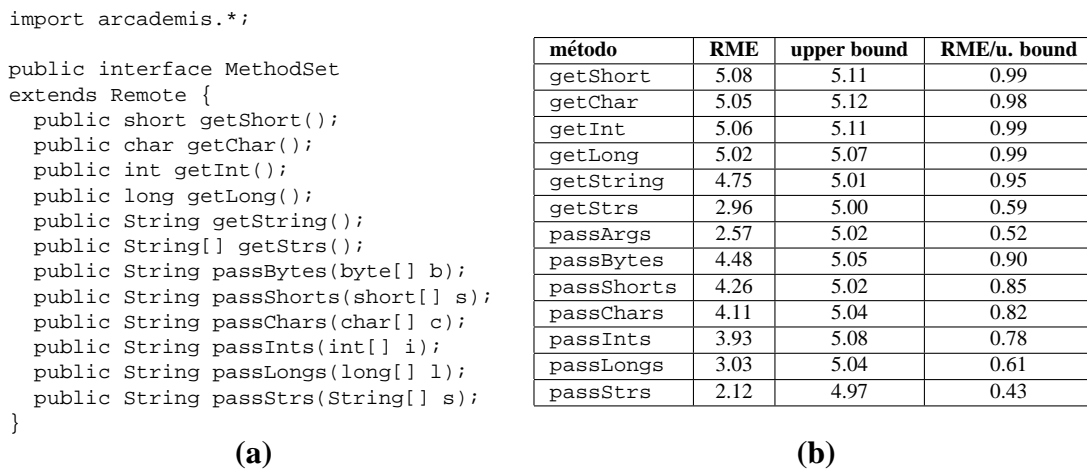 import arcademis.*;
public interface MethodSet
extends Remote {
public short getShort();
public char getChar();
public int getInt();
public long getLong();
public String getString();
public String[] getStrs();
public String passBytes(byte[] b);
public String passShorts(short[] s);
public String passChars(char[] c);
public String passInts(int[] i);
public String passLongs(long[] l);
public String passStrs(String[] s);
}
(a)
método RME upper bound RME/u. bound
getShort 5.08 5.11 0.99
getChar 5.05 5.12 0.98
getInt 5.06 5.11 0.99
getLong 5.02 5.07 0.99
getString 4.75 5.01 0.95
getStrs 2.96 5.00 0.59
passArgs 2.57 5.02 0.52
passBytes 4.48 5.05 0.90
passShorts 4.26 5.02 0.85
passChars 4.11 5.04 0.82
passInts 3.93 5.08 0.78
passLongs 3.03 5.04 0.61
passStrs 2.12 4.97 0.43
(b)